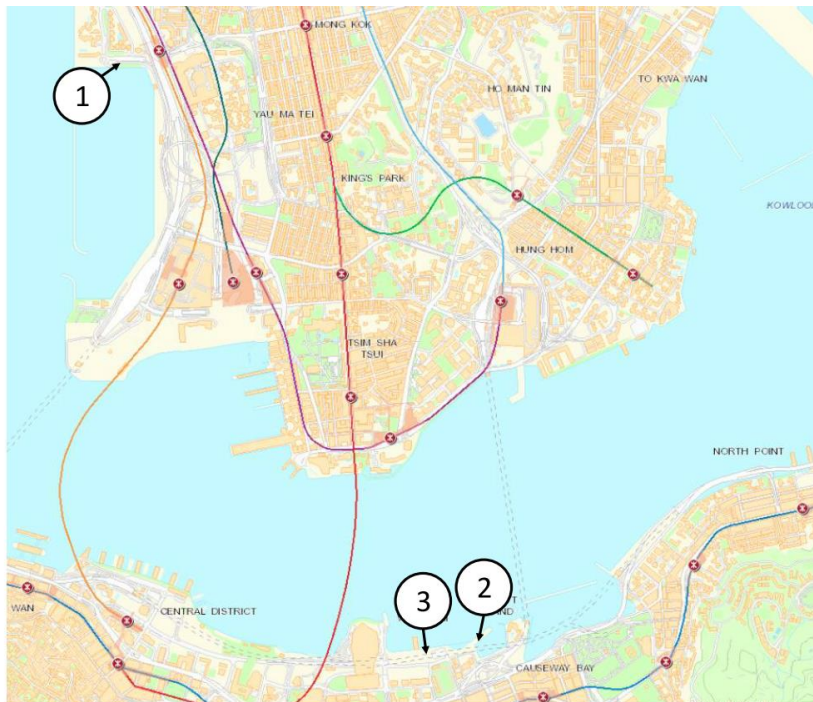 MONG KOK
TO KWA WAN
HO MAN TIN
1
YAU MA TEI
KING'S PARK
KOWLOO
HUNG HOM
TSIM SHA
TSUI
NORTH POINT
WAN
CENTRAL DISTRICT
3
2
CAUSEWAY BAY